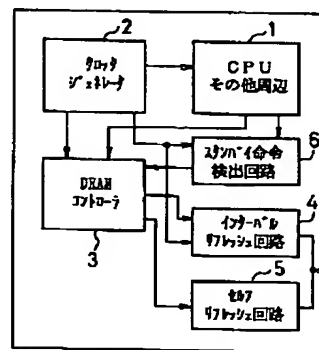 2
1
クロック
ジェネレータ
CPU
その他周辺
スタンバイ命令
検出回路
6
DRAM
コントローラ
3
インターバル
リフレッシュ回路
4
5
セルフ
リフレッシュ回路